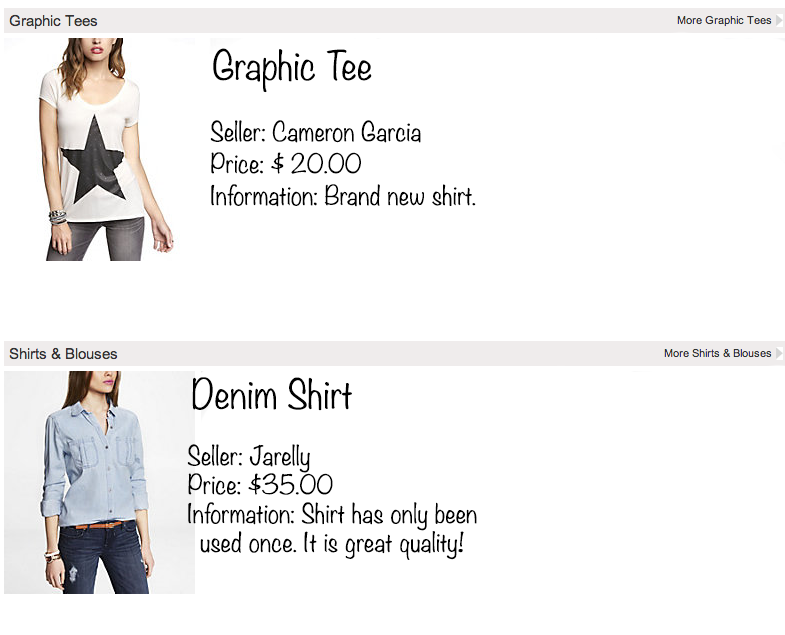 Graphic Tees
More Graphic Tees
Graphic Tee
Seller: Cameron Garcia
Price: $ 20.00
Information: Brand new shirt.
Shirts & Blouses
More Shirts & Blouses
Denim Shirt
Seller: Jarelly
Price: $35.00
Information: Shirt has only been
used once. It is great quality!